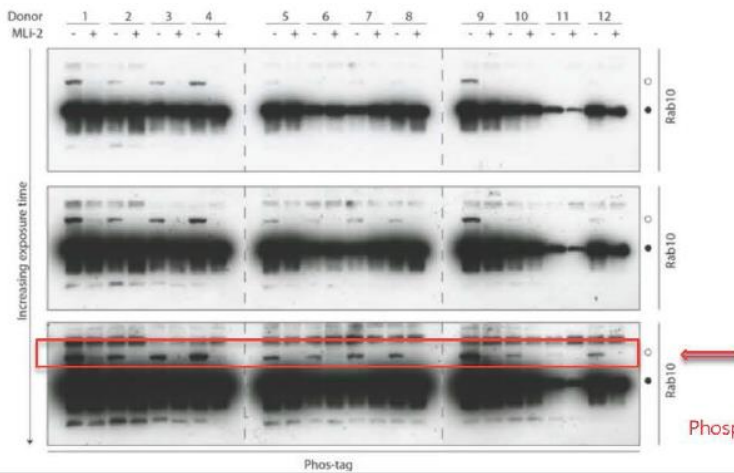 Donor 1 2 3 4 5 6 7 8 9 10 11 12
MLi-2 - + - + - + - + - + - + - + - + - + - + - + - +
Rab10
Increasing exposure time
Rab10
Rab10
Phosp
Phos-tag